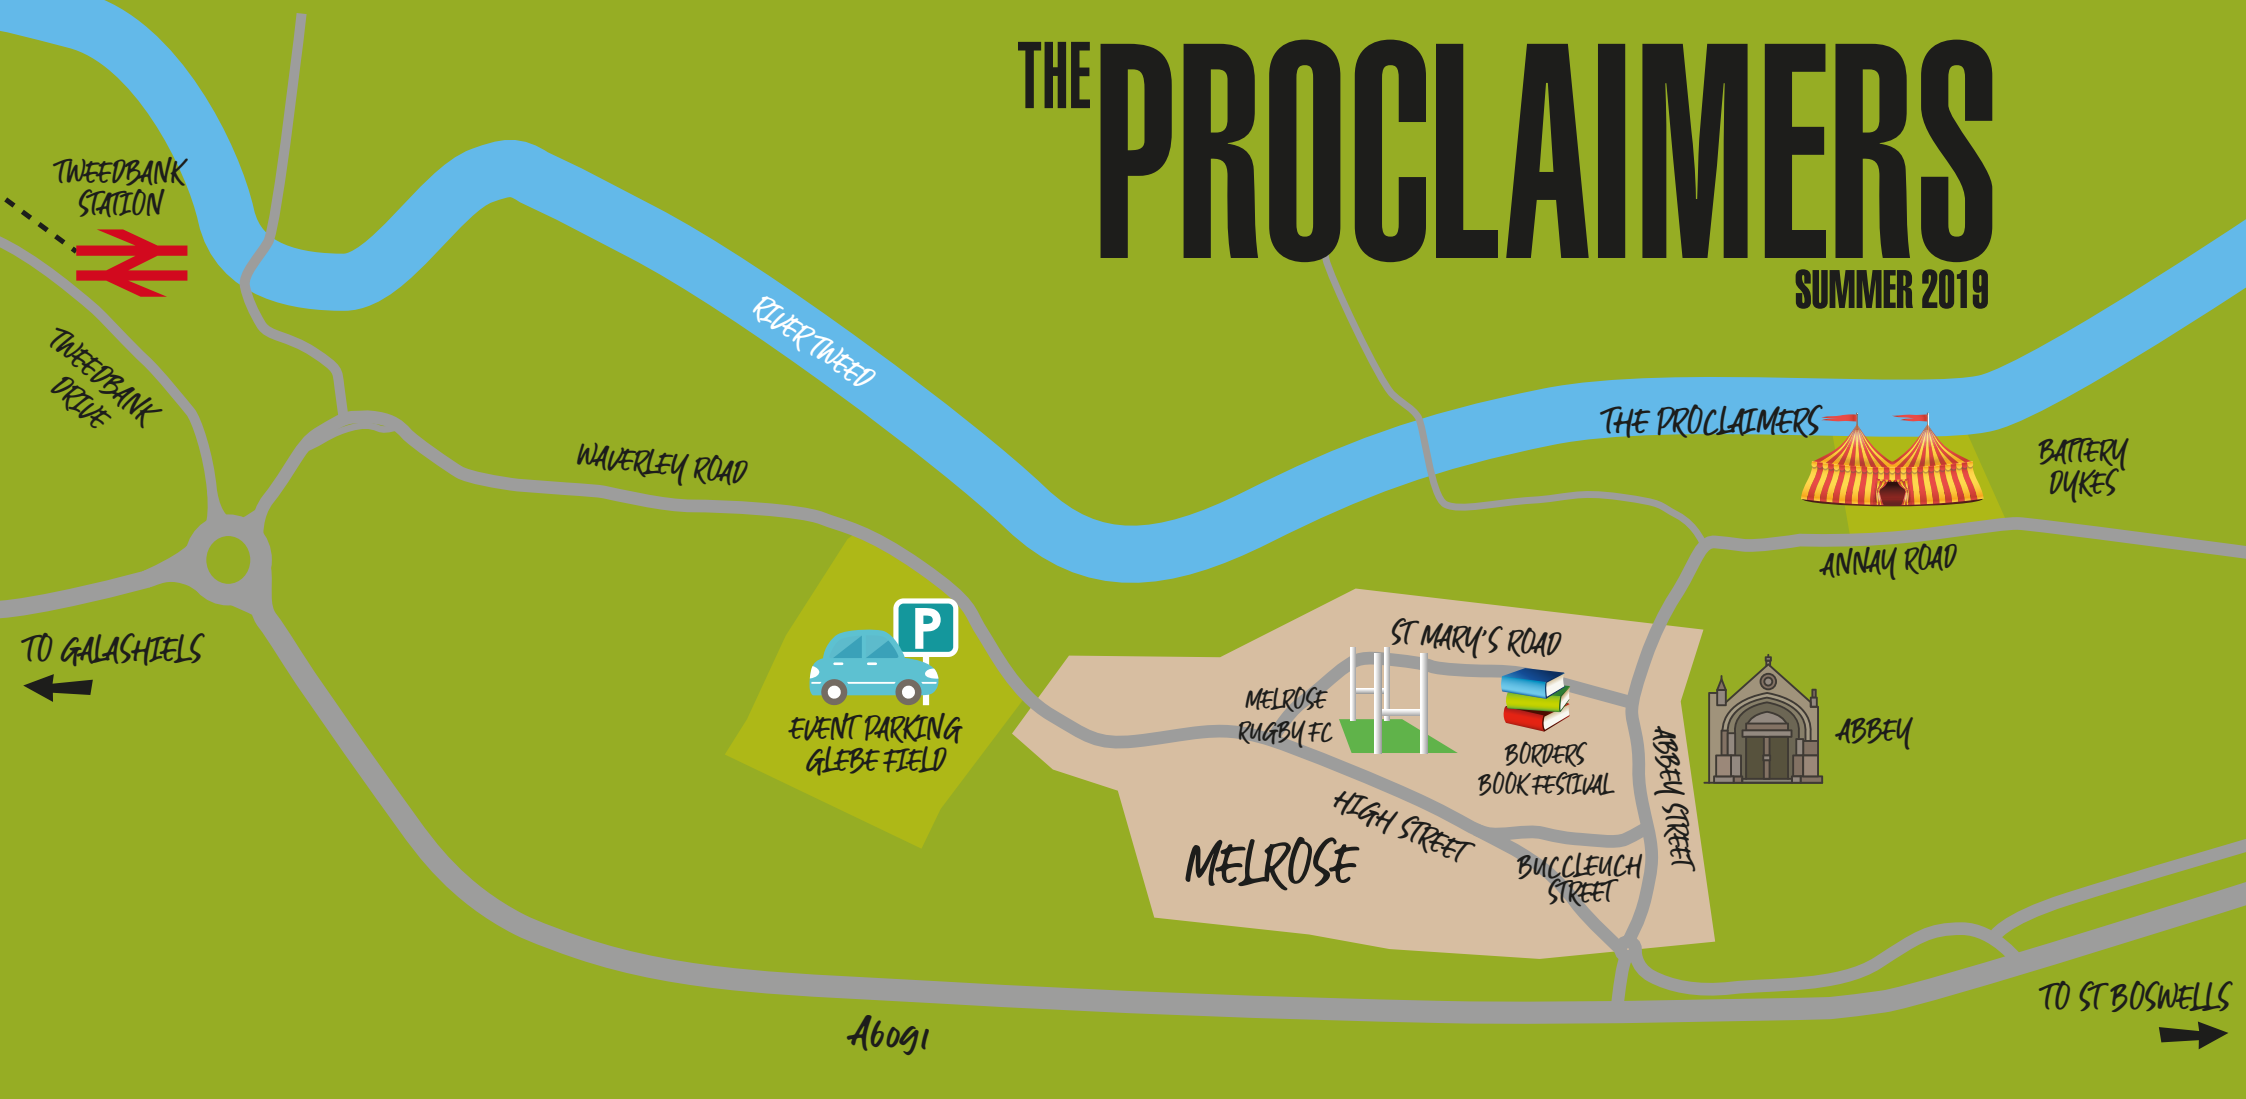 THE PROCLAIMERS
SUMMER 2019
TWEEDBANK
STATION
TWEEDBANK
DRIVE
RIVER TWEED
WAVERLEY ROAD
THE PROCLAIMERS
BATTERY
DYKES
ANNAY ROAD
TO GALASHIELS
P
EVENT PARKING
GLEBE FIELD
ST MARY'S ROAD
MELROSE
RUGBY FC
BORDERS
BOOK FESTIVAL
ABBEY STREET
ABBEY
HIGH STREET
MELROSE
BUCCLEUCH
STREET
TO ST BOSWELLS
A6091